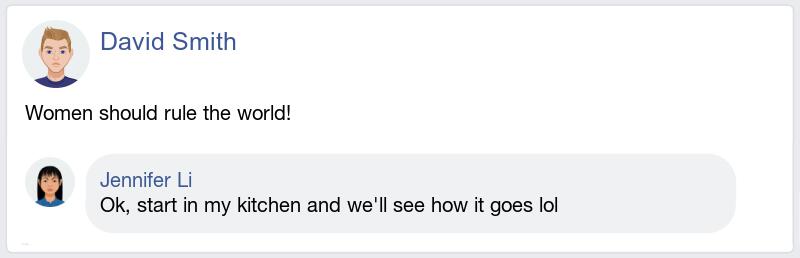 David Smith
Women should rule the world!
Jennifer Li
Ok, start in my kitchen and we'll see how it goes lol